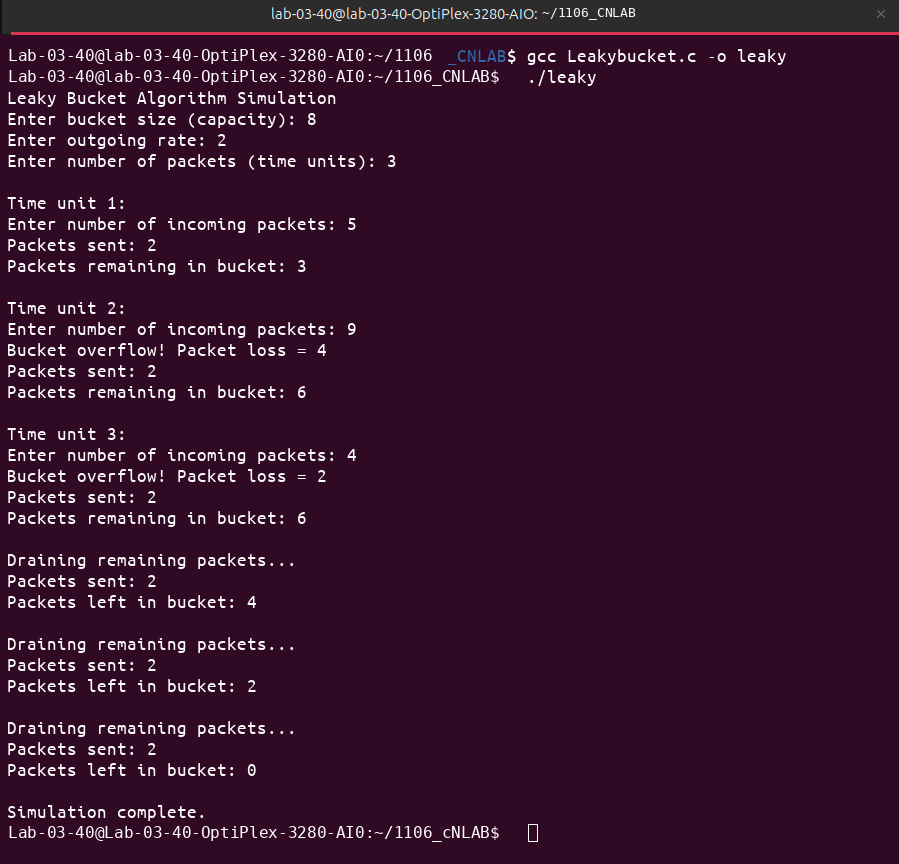 lab-03-40@lab-03-40-OptiPlex-3280-AIO: ~/1106_CNLAB ×
Lab-03-40@lab-03-40-OptiPlex-3280-AI0:~/1106 _CNLAB$ gcc Leakybucket.c -o leaky
Lab-03-40@lab-03-40-OptiPlex-3280-AI0:~/1106_CNLAB$ ./leaky
Leaky Bucket Algorithm Simulation
Enter bucket size (capacity): 8
Enter outgoing rate: 2
Enter number of packets (time units): 3
Time unit 1:
Enter number of incoming packets: 5
Packets sent: 2
Packets remaining in bucket: 3
Time unit 2:
Enter number of incoming packets: 9
Bucket overflow! Packet loss = 4
Packets sent: 2
Packets remaining in bucket: 6
Time unit 3:
Enter number of incoming packets: 4
Bucket overflow! Packet loss = 2
Packets sent: 2
Packets remaining in bucket: 6
Draining remaining packets...
Packets sent: 2
Packets left in bucket: 4
Draining remaining packets...
Packets sent: 2
Packets left in bucket: 2
Draining remaining packets...
Packets sent: 2
Packets left in bucket: 0
Simulation complete.
Lab-03-40@Lab-03-40-OptiPlex-3280-AI0:~/1106_cNLAB$